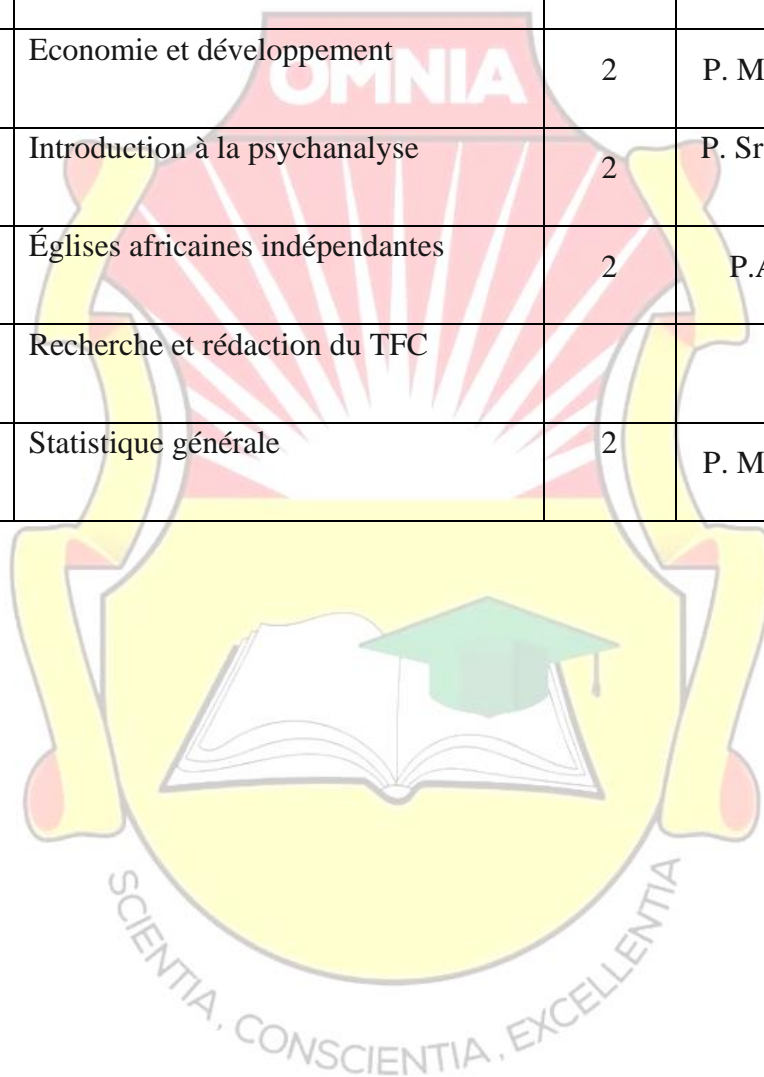 OMNIA
Economie et développement 2 P. M
Introduction à la psychanalyse 2 P. Sr
Églises africaines indépendantes 2 P.A
Recherche et rédaction du TFC
Statistique générale 2 P. M
SCIENTIA, CONSCIENTIA, EXCELLENTIA